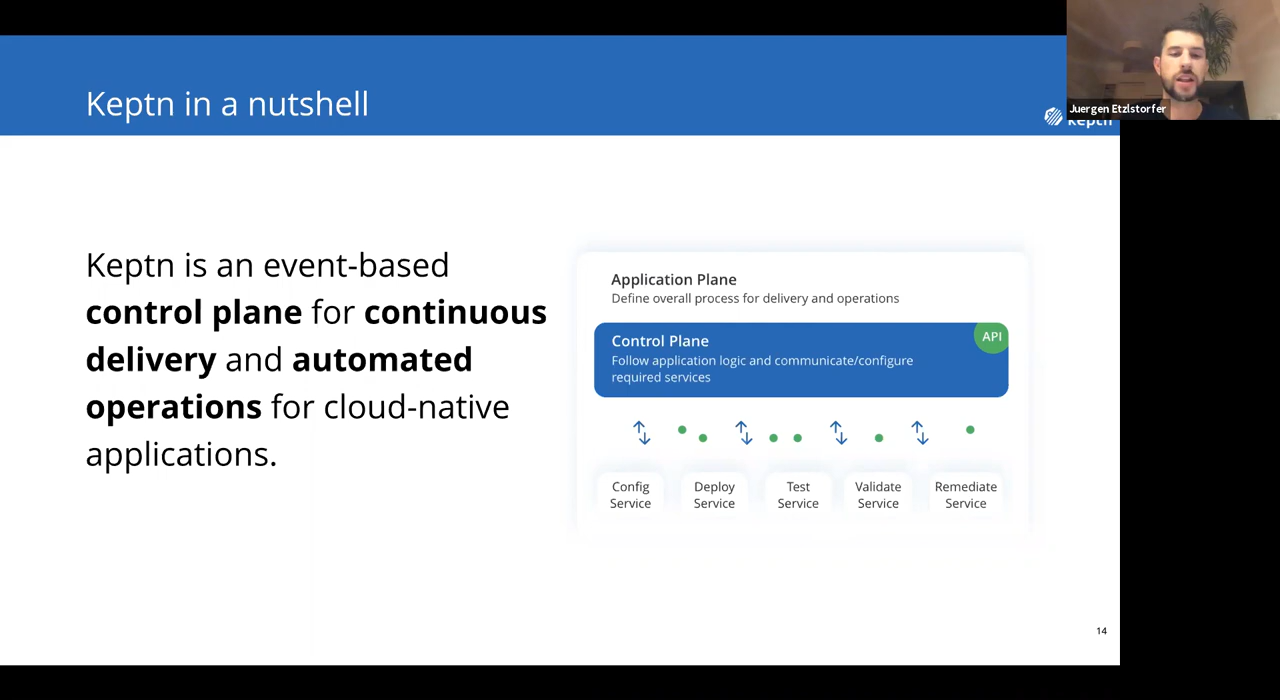 Keptn in a nutshell
Juergen Etzlstorfer
keptn
Keptn is an event-based
control plane for continuous
delivery and automated
operations for cloud-native
applications.
Application Plane
Define overall process for delivery and operations
Control Plane
API
Follow application logic and communicate/configure
required services
Config
Service
Deploy
Service
Test
Service
Validate
Service
Remediate
Service
14